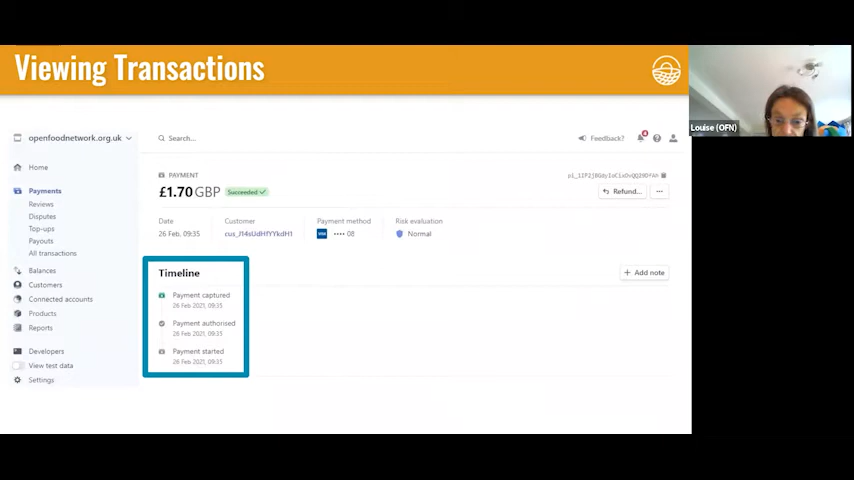 Viewing Transactions
Louise (OFN)
openfoodnetwork.org.uk
Search...
Feedback?
4
Home
Payments
Reviews
Disputes
Top-ups
Payouts
All transactions
Balances
Customers
Connected accounts
Products
Reports
Developers
View test data
Settings
PAYMENT
£1.70 GBP Succeeded
Refund...
Date
26 Feb, 09:35
Customer
Payment method
VISA •••• 08
Risk evaluation
Normal
Timeline
Add note
Payment captured
26 Feb 2021, 09:35
Payment authorised
26 Feb 2021, 09:35
Payment started
26 Feb 2021, 09:35